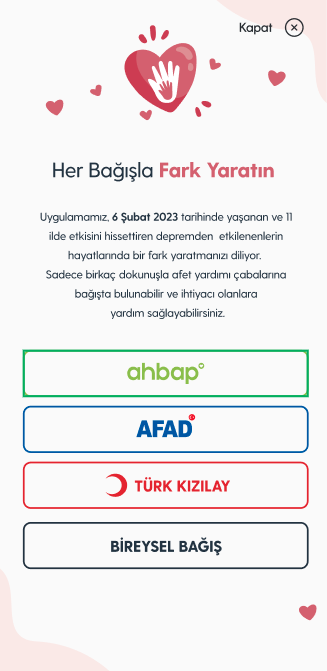 Kapat
Her Bağışla Fark Yaratın
Uygulamamız, 6 Şubat 2023 tarihinde yaşanan ve 11
ilde etkisini hissettiren depremden etkilenenlerin
hayatlarında bir fark yaratmanızı diliyor.
Sadece birkaç dokunuşla afet yardımı çabalarına
bağışta bulunabilir ve ihtiyacı olanlara
yardım sağlayabilirsiniz.
ahbap
AFAD
TÜRK KIZILAY
BİREYSEL BAĞIŞ